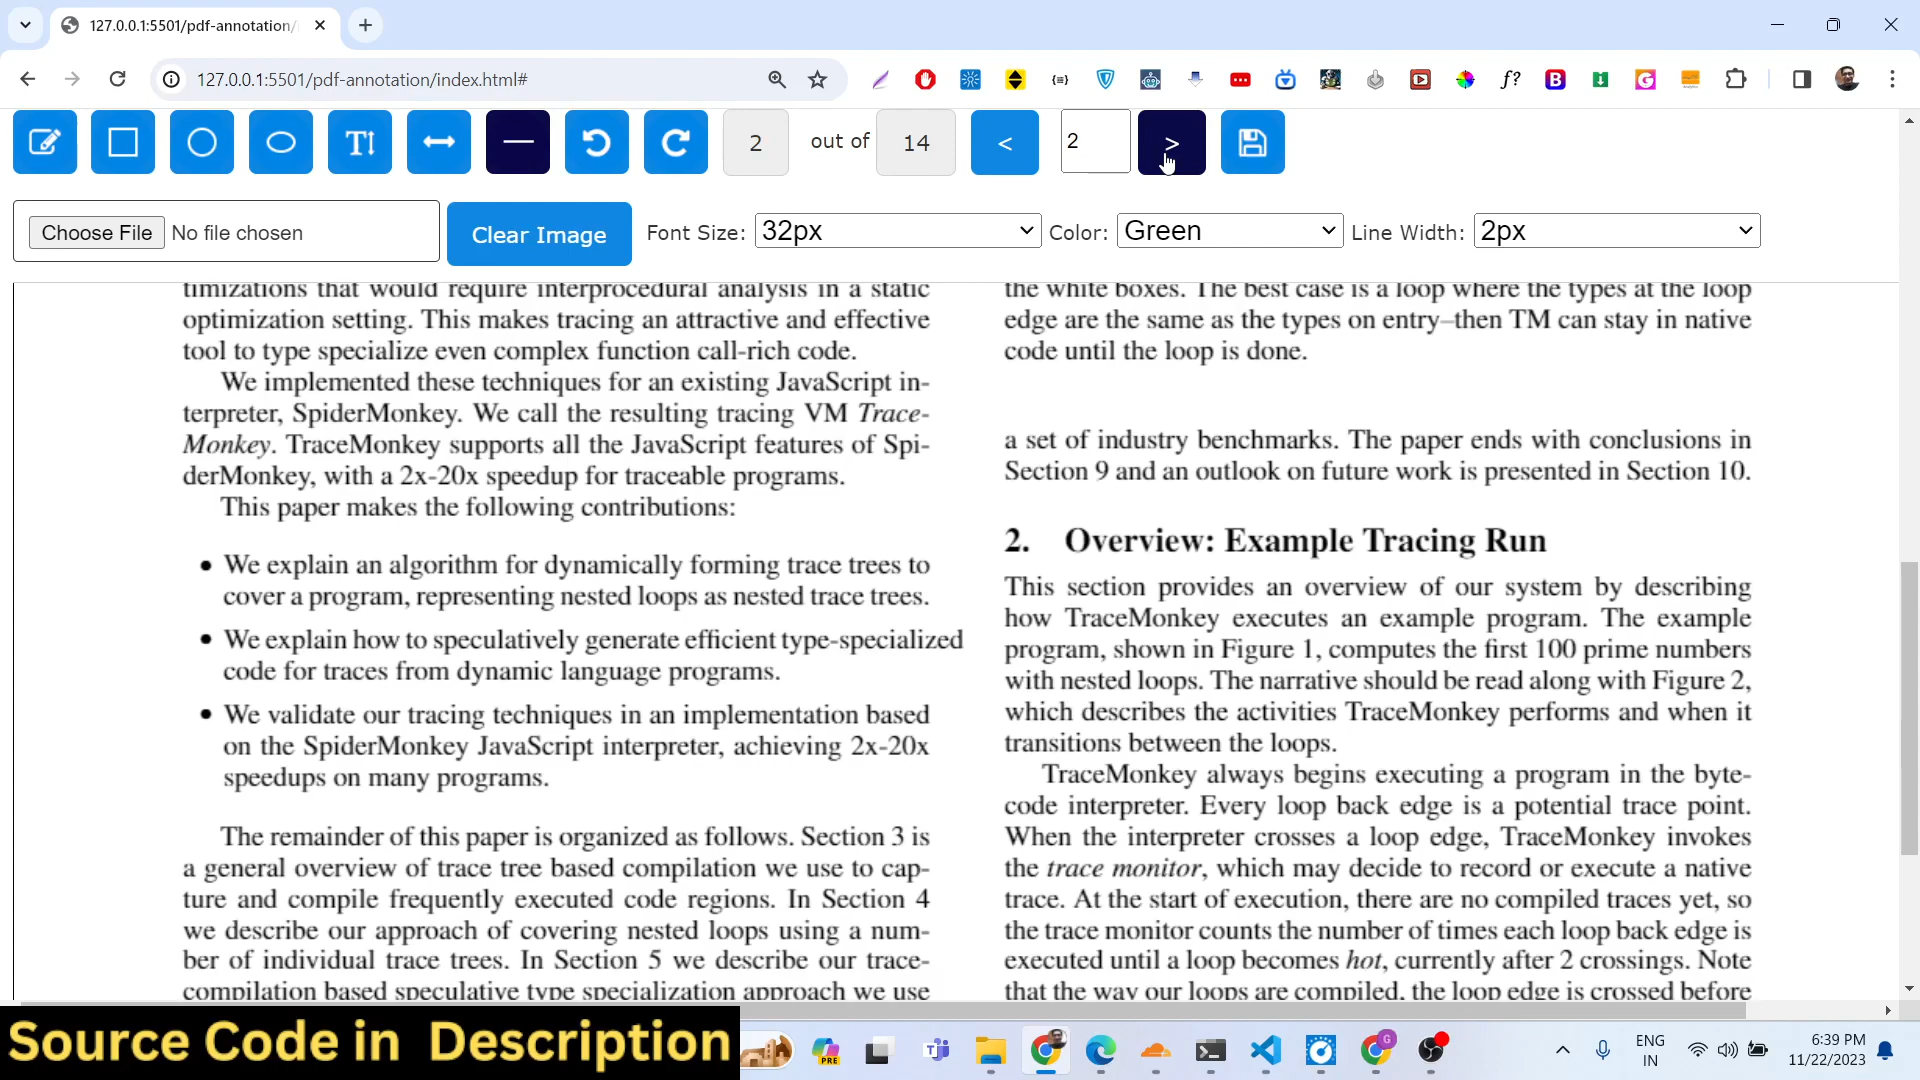 127.0.0.1:5501/pdf-annotation/
127.0.0.1:5501/pdf-annotation/index.html#
2
out of
14
<
2
>
Choose File No file chosen
Clear Image
Font Size:
32px
Color:
Green
Line Width:
2px
timizations that would require interprocedural analysis in a static
optimization setting. This makes tracing an attractive and effective
tool to type specialize even complex function call-rich code.
We implemented these techniques for an existing JavaScript in-
terpreter, SpiderMonkey. We call the resulting tracing VM Trace-
Monkey. TraceMonkey supports all the JavaScript features of Spi-
derMonkey, with a 2x-20x speedup for traceable programs.
This paper makes the following contributions:
• We explain an algorithm for dynamically forming trace trees to
cover a program, representing nested loops as nested trace trees.
• We explain how to speculatively generate efficient type-specialized
code for traces from dynamic language programs.
• We validate our tracing techniques in an implementation based
on the SpiderMonkey JavaScript interpreter, achieving 2x-20x
speedups on many programs.
The remainder of this paper is organized as follows. Section 3 is
a general overview of trace tree based compilation we use to cap-
ture and compile frequently executed code regions. In Section 4
we describe our approach of covering nested loops using a num-
ber of individual trace trees. In Section 5 we describe our trace-
compilation based speculative type specialization approach we use
the white boxes. The best case is a loop where the types at the loop
edge are the same as the types on entry–then TM can stay in native
code until the loop is done.
a set of industry benchmarks. The paper ends with conclusions in
Section 9 and an outlook on future work is presented in Section 10.
2. Overview: Example Tracing Run
This section provides an overview of our system by describing
how TraceMonkey executes an example program. The example
program, shown in Figure 1, computes the first 100 prime numbers
with nested loops. The narrative should be read along with Figure 2,
which describes the activities TraceMonkey performs and when it
transitions between the loops.
TraceMonkey always begins executing a program in the byte-
code interpreter. Every loop back edge is a potential trace point.
When the interpreter crosses a loop edge, TraceMonkey invokes
the trace monitor, which may decide to record or execute a native
trace. At the start of execution, there are no compiled traces yet, so
the trace monitor counts the number of times each loop back edge is
executed until a loop becomes hot, currently after 2 crossings. Note
that the way our loops are compiled, the loop edge is crossed before
Source Code in Description
PRE
ENG
IN
6:39 PM
11/22/2023